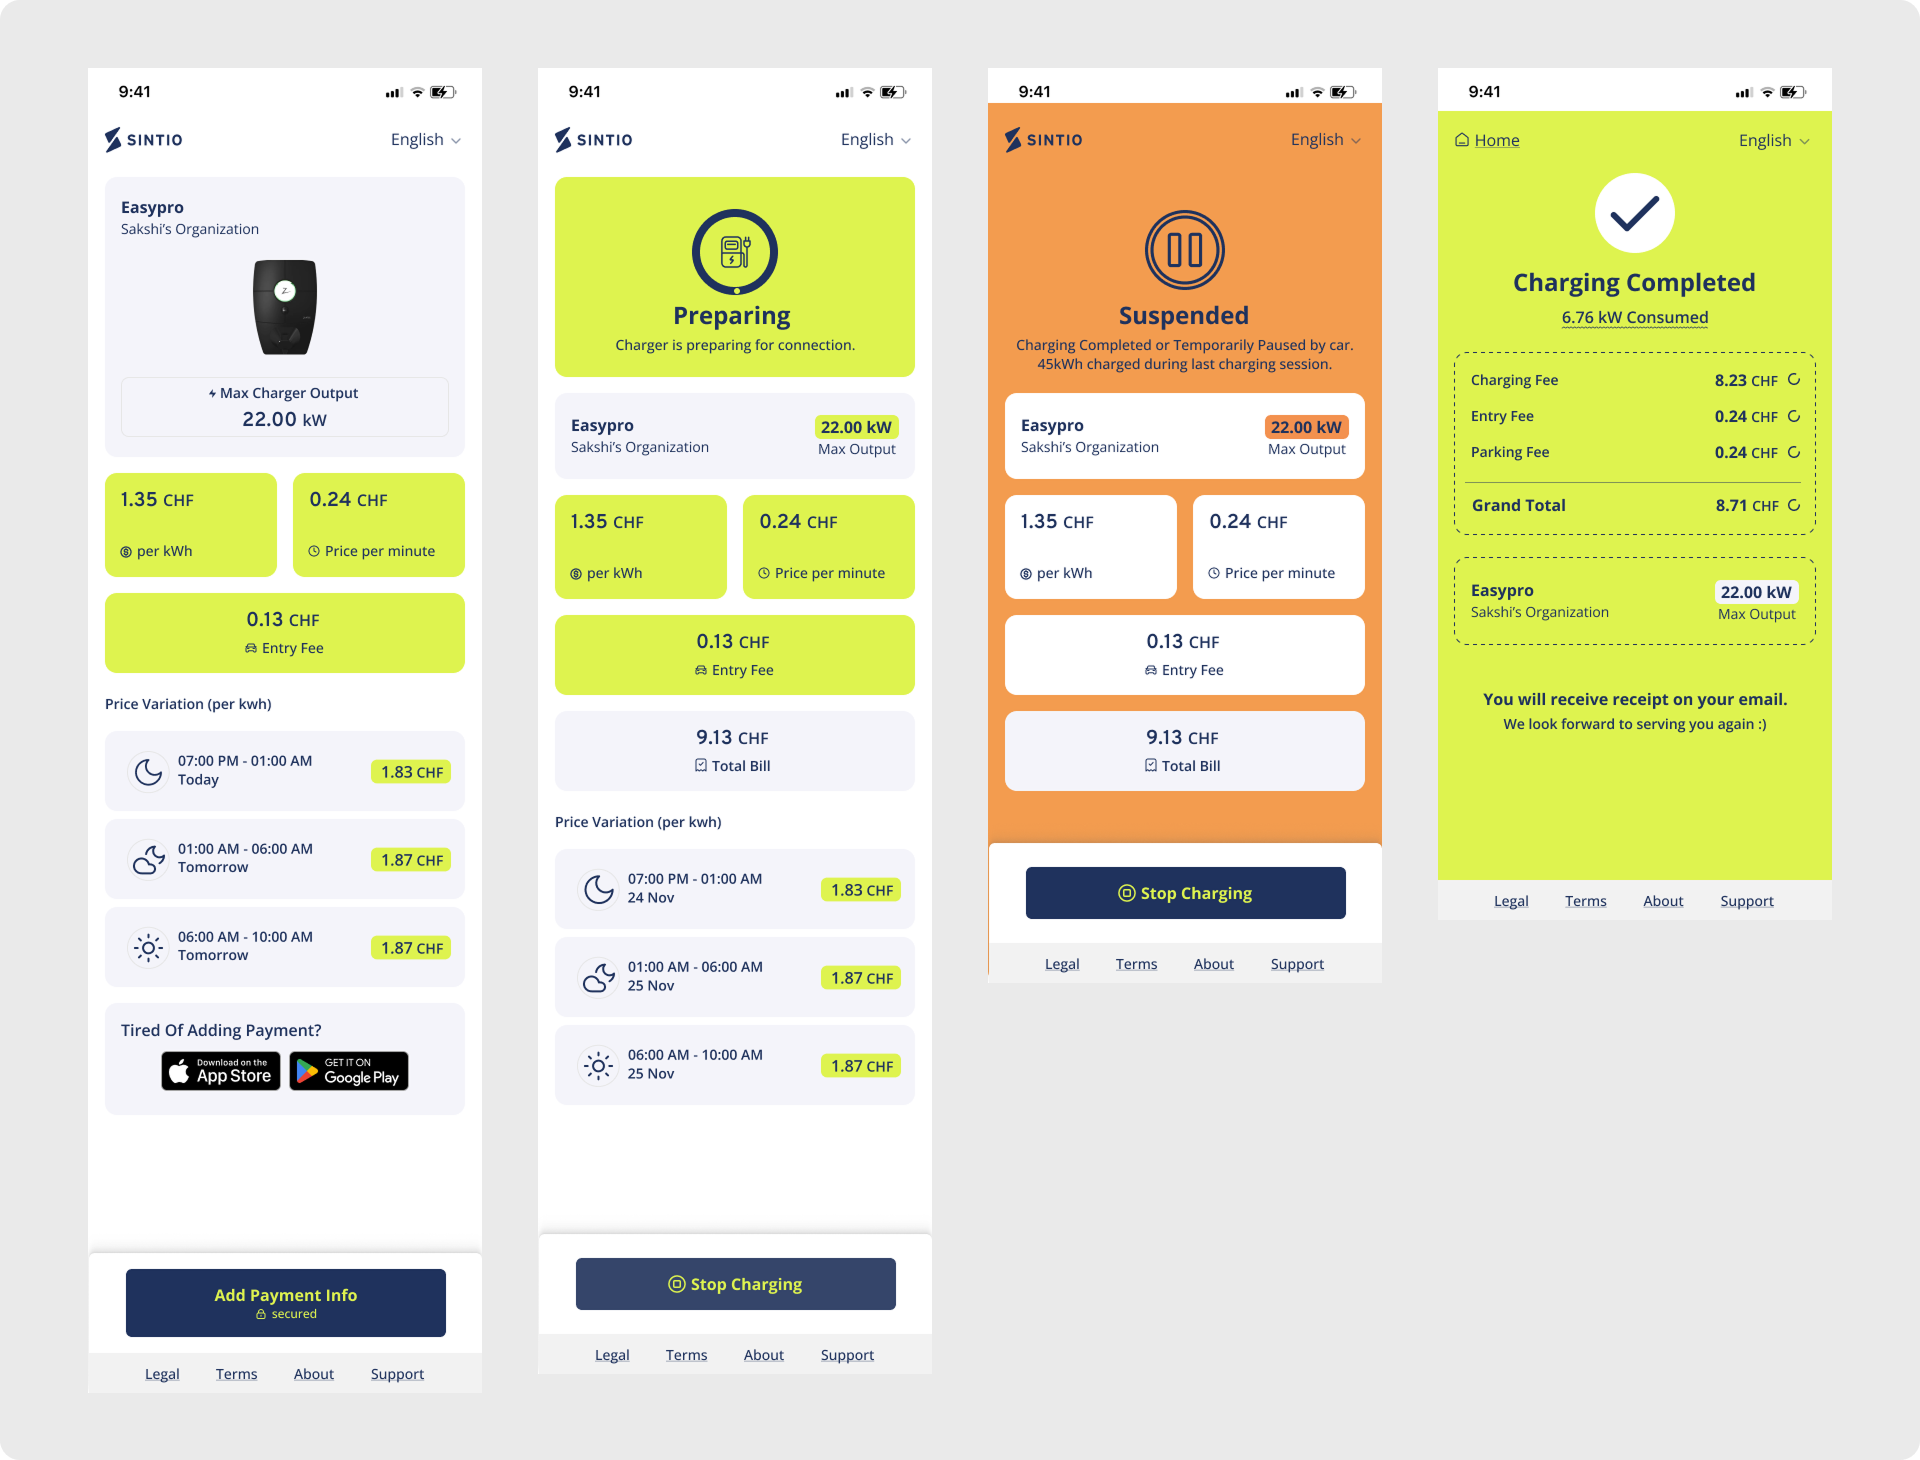 9:41
SINTIO
English
Easypro
Sakshi's Organization
Max Charger Output
22.00 kW
1.35 CHF
per kWh
0.24 CHF
Price per minute
0.13 CHF
Entry Fee
Price Variation (per kwh)
07:00 PM - 01:00 AM
Today
1.83 CHF
01:00 AM - 06:00 AM
Tomorrow
1.87 CHF
06:00 AM - 10:00 AM
Tomorrow
1.87 CHF
Tired Of Adding Payment?
Download on the
App Store
GET IT ON
Google Play
Add Payment Info
secured
Legal
Terms
About
Support
9:41
SINTIO
English
Preparing
Charger is preparing for connection.
Easypro
Sakshi's Organization
22.00 kW
Max Output
1.35 CHF
per kWh
0.24 CHF
Price per minute
0.13 CHF
Entry Fee
9.13 CHF
Total Bill
Price Variation (per kwh)
07:00 PM - 01:00 AM
24 Nov
1.83 CHF
01:00 AM - 06:00 AM
25 Nov
1.87 CHF
06:00 AM - 10:00 AM
25 Nov
1.87 CHF
Stop Charging
Legal
Terms
About
Support
9:41
SINTIO
English
Suspended
Charging Completed or Temporarily Paused by car.
45kWh charged during last charging session.
Easypro
Sakshi's Organization
22.00 kW
Max Output
1.35 CHF
per kWh
0.24 CHF
Price per minute
0.13 CHF
Entry Fee
9.13 CHF
Total Bill
Stop Charging
Legal
Terms
About
Support
9:41
Home
English
Charging Completed
6.76 kW Consumed
Charging Fee
8.23 CHF
Entry Fee
0.24 CHF
Parking Fee
0.24 CHF
Grand Total
8.71 CHF
Easypro
Sakshi's Organization
22.00 kW
Max Output
You will receive receipt on your email.
We look forward to serving you again :)
Legal
Terms
About
Support